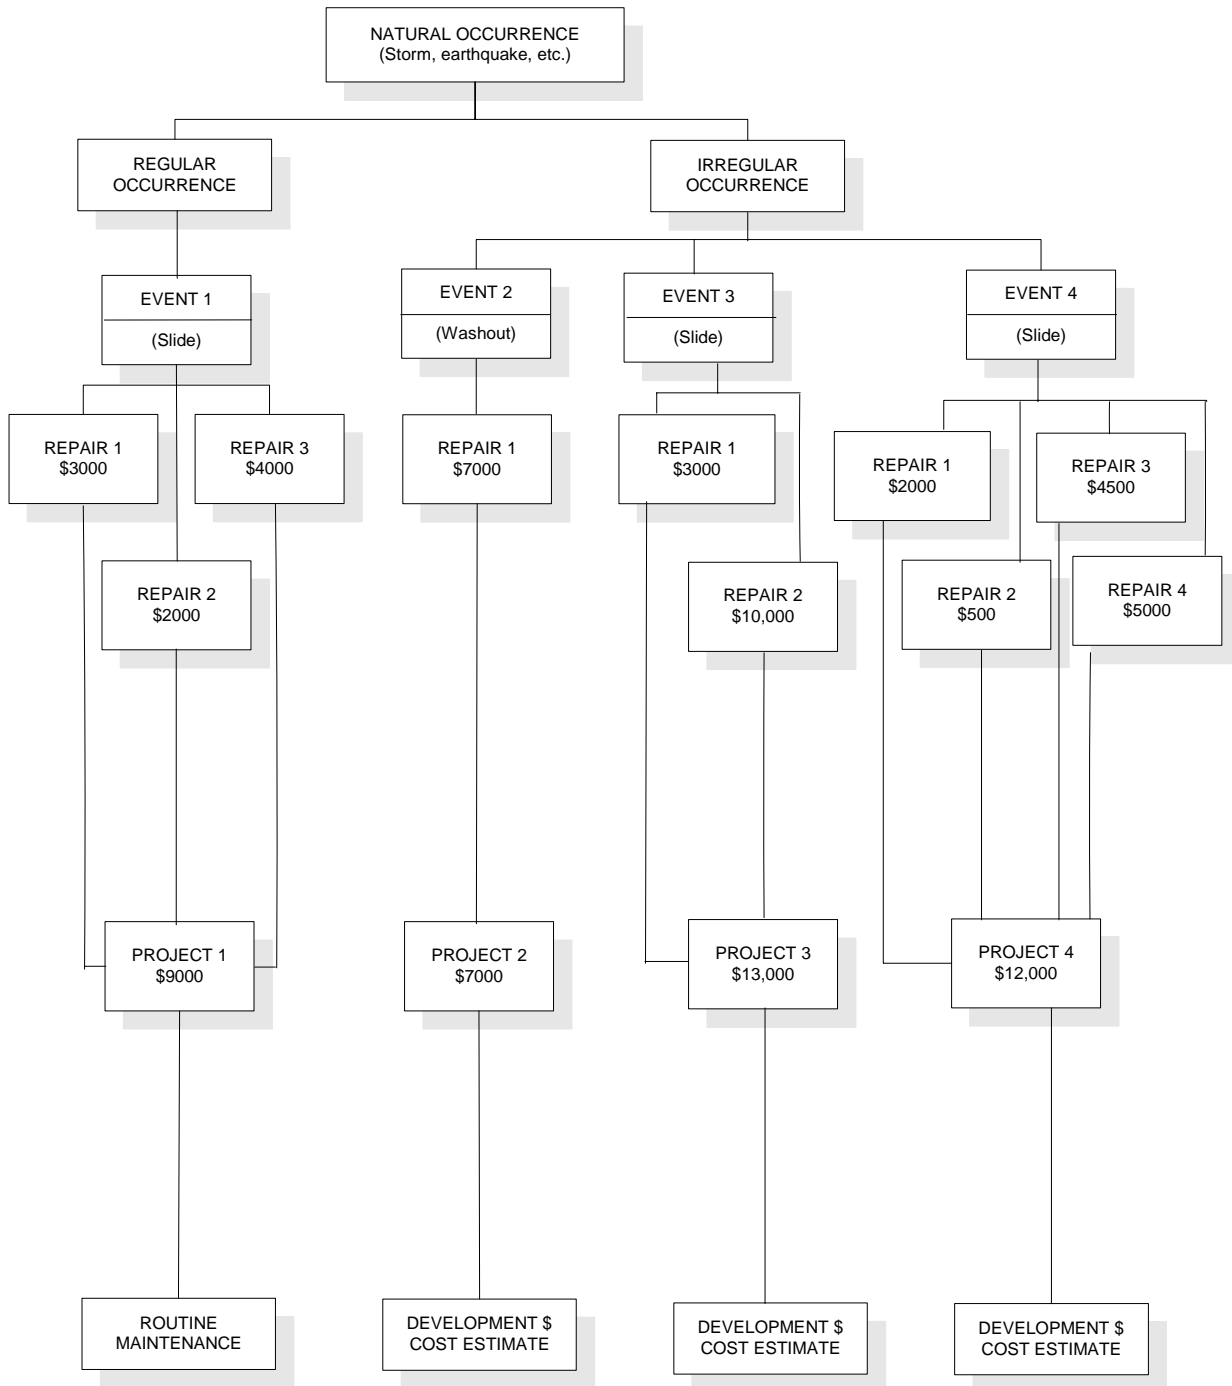 NATURAL OCCURRENCE
(Storm, earthquake, etc.)
REGULAR
OCCURRENCE
IRREGULAR
OCCURRENCE
EVENT 1
(Slide)
EVENT 2
(Washout)
EVENT 3
(Slide)
EVENT 4
(Slide)
REPAIR 1
$3000
REPAIR 3
$4000
REPAIR 1
$7000
REPAIR 1
$3000
REPAIR 1
$2000
REPAIR 3
$4500
REPAIR 2
$2000
REPAIR 2
$10,000
REPAIR 2
$500
REPAIR 4
$5000
PROJECT 1
$9000
PROJECT 2
$7000
PROJECT 3
$13,000
PROJECT 4
$12,000
ROUTINE
MAINTENANCE
DEVELOPMENT $
COST ESTIMATE
DEVELOPMENT $
COST ESTIMATE
DEVELOPMENT $
COST ESTIMATE